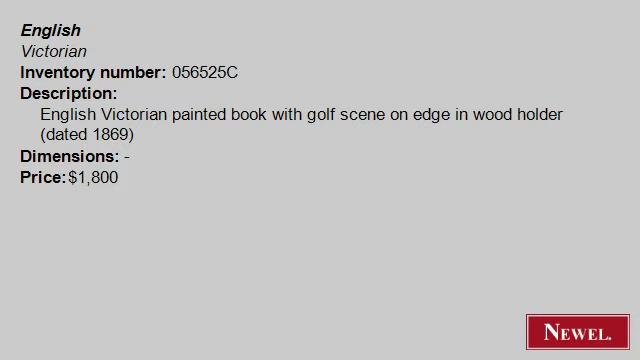 English
Victorian
Inventory number: 056525C
Description:
English Victorian painted book with golf scene on edge in wood holder
(dated 1869)
Dimensions: -
Price:$1,800
NEWEL.